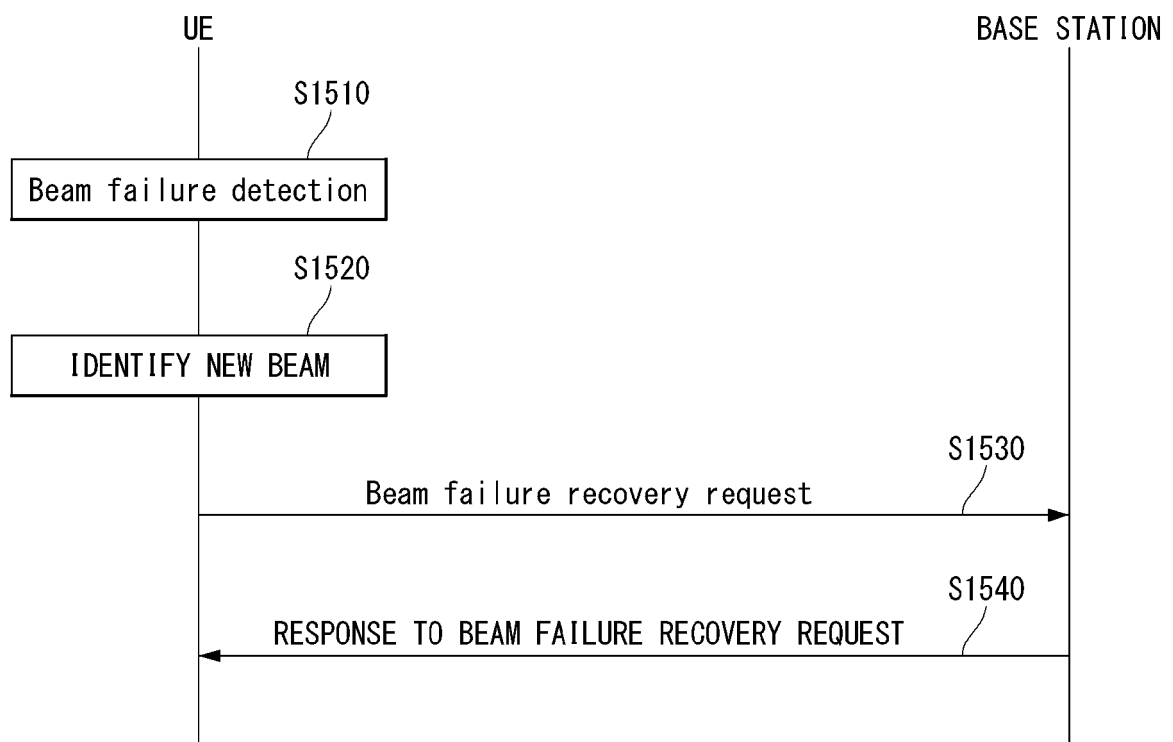 UE
BASE STATION
S1510
Beam failure detection
S1520
IDENTIFY NEW BEAM
S1530
Beam failure recovery request
S1540
RESPONSE TO BEAM FAILURE RECOVERY REQUEST